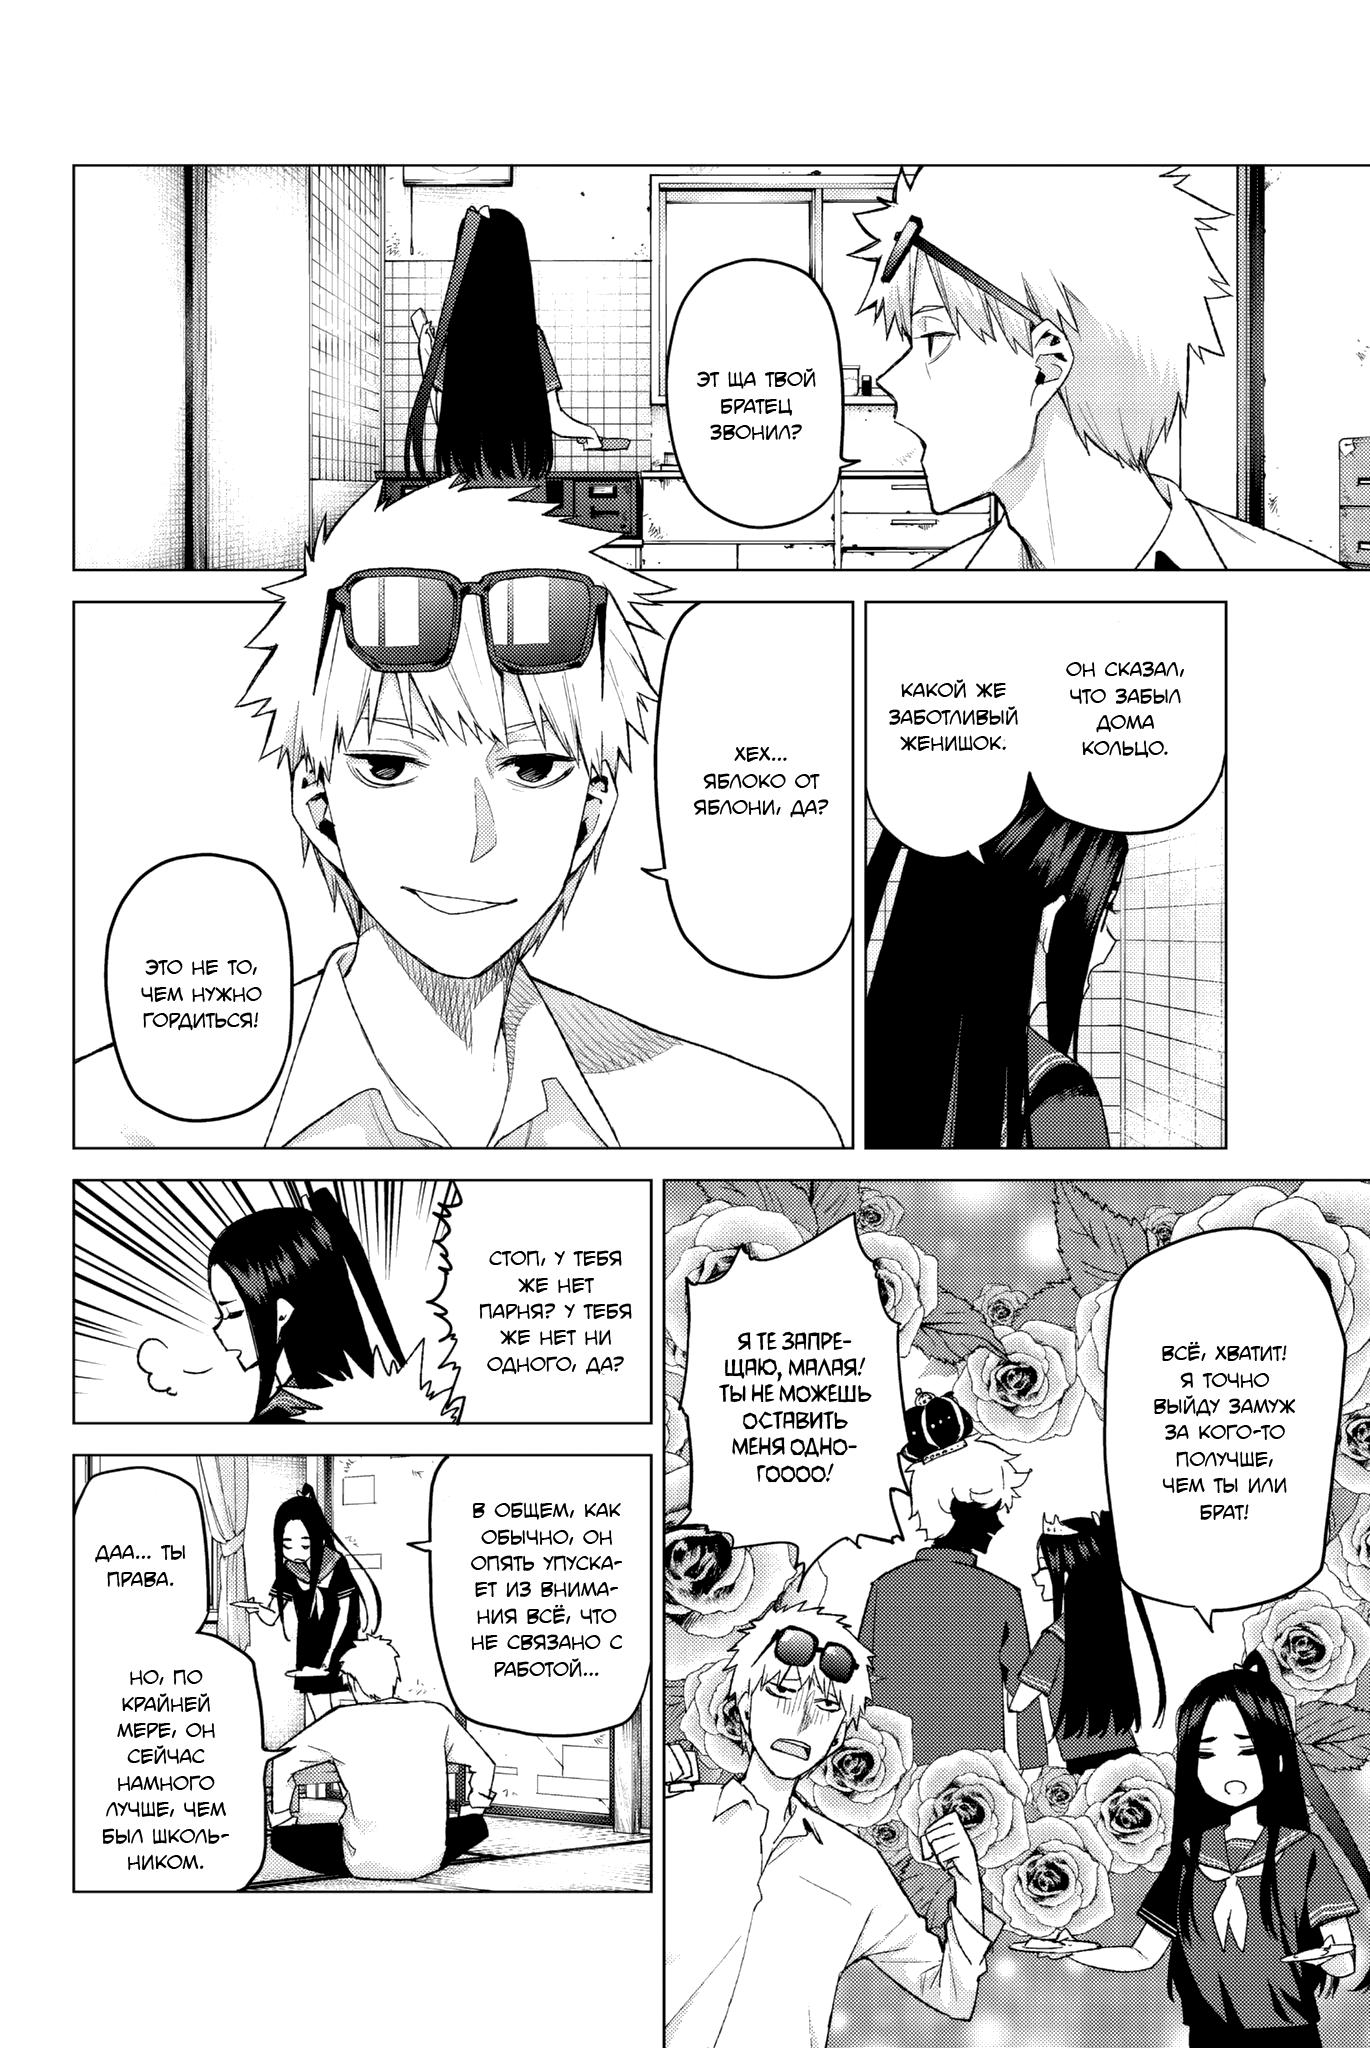 ЭТ ЩА ТВОЙ
БРАТЕЦ
ЗВОНИЛ?
ОН СКАЗАЛ,
ЧТО ЗАБЫЛ
ДОМА
КОЛЬЦО.
КАКОЙ ЖЕ
ЗАБОТЛИВЫЙ
ЖЕНИШОК.
ХЕХ...
ЯБЛОКО ОТ
ЯБЛОНИ, ДА?
ЭТО НЕ ТО,
ЧЕМ НУЖНО
ГОРДИТЬСЯ!
ВСЁ, ХВАТИТ!
Я ТОЧНО
ВЫЙДУ ЗАМУЖ
ЗА КОГО-ТО
ПОЛУЧШЕ,
ЧЕМ ТЫ ИЛИ
БРАТ!
Я ТЕ ЗАПРЕ-
ЩАЮ, МАЛАЯ!
ТЫ НЕ МОЖЕШЬ
ОСТАВИТЬ
МЕНЯ ОДНО-
ГОООО!
СТОП, У ТЕБЯ
ЖЕ НЕТ
ПАРНЯ? У ТЕБЯ
ЖЕ НЕТ НИ
ОДНОГО, ДА?
В ОБЩЕМ, КАК
ОБЫЧНО, ОН
ОПЯТЬ УПУСКА-
ЕТ ИЗ ВНИМА-
НИЯ ВСЁ, ЧТО
НЕ СВЯЗАНО С
РАБОТОЙ...
ДАА... ТЫ
ПРАВА.
НО, ПО
КРАЙНЕЙ
МЕРЕ, ОН
СЕЙЧАС
НАМНОГО
ЛУЧШЕ, ЧЕМ
БЫЛ ШКОЛЬ-
НИКОМ.